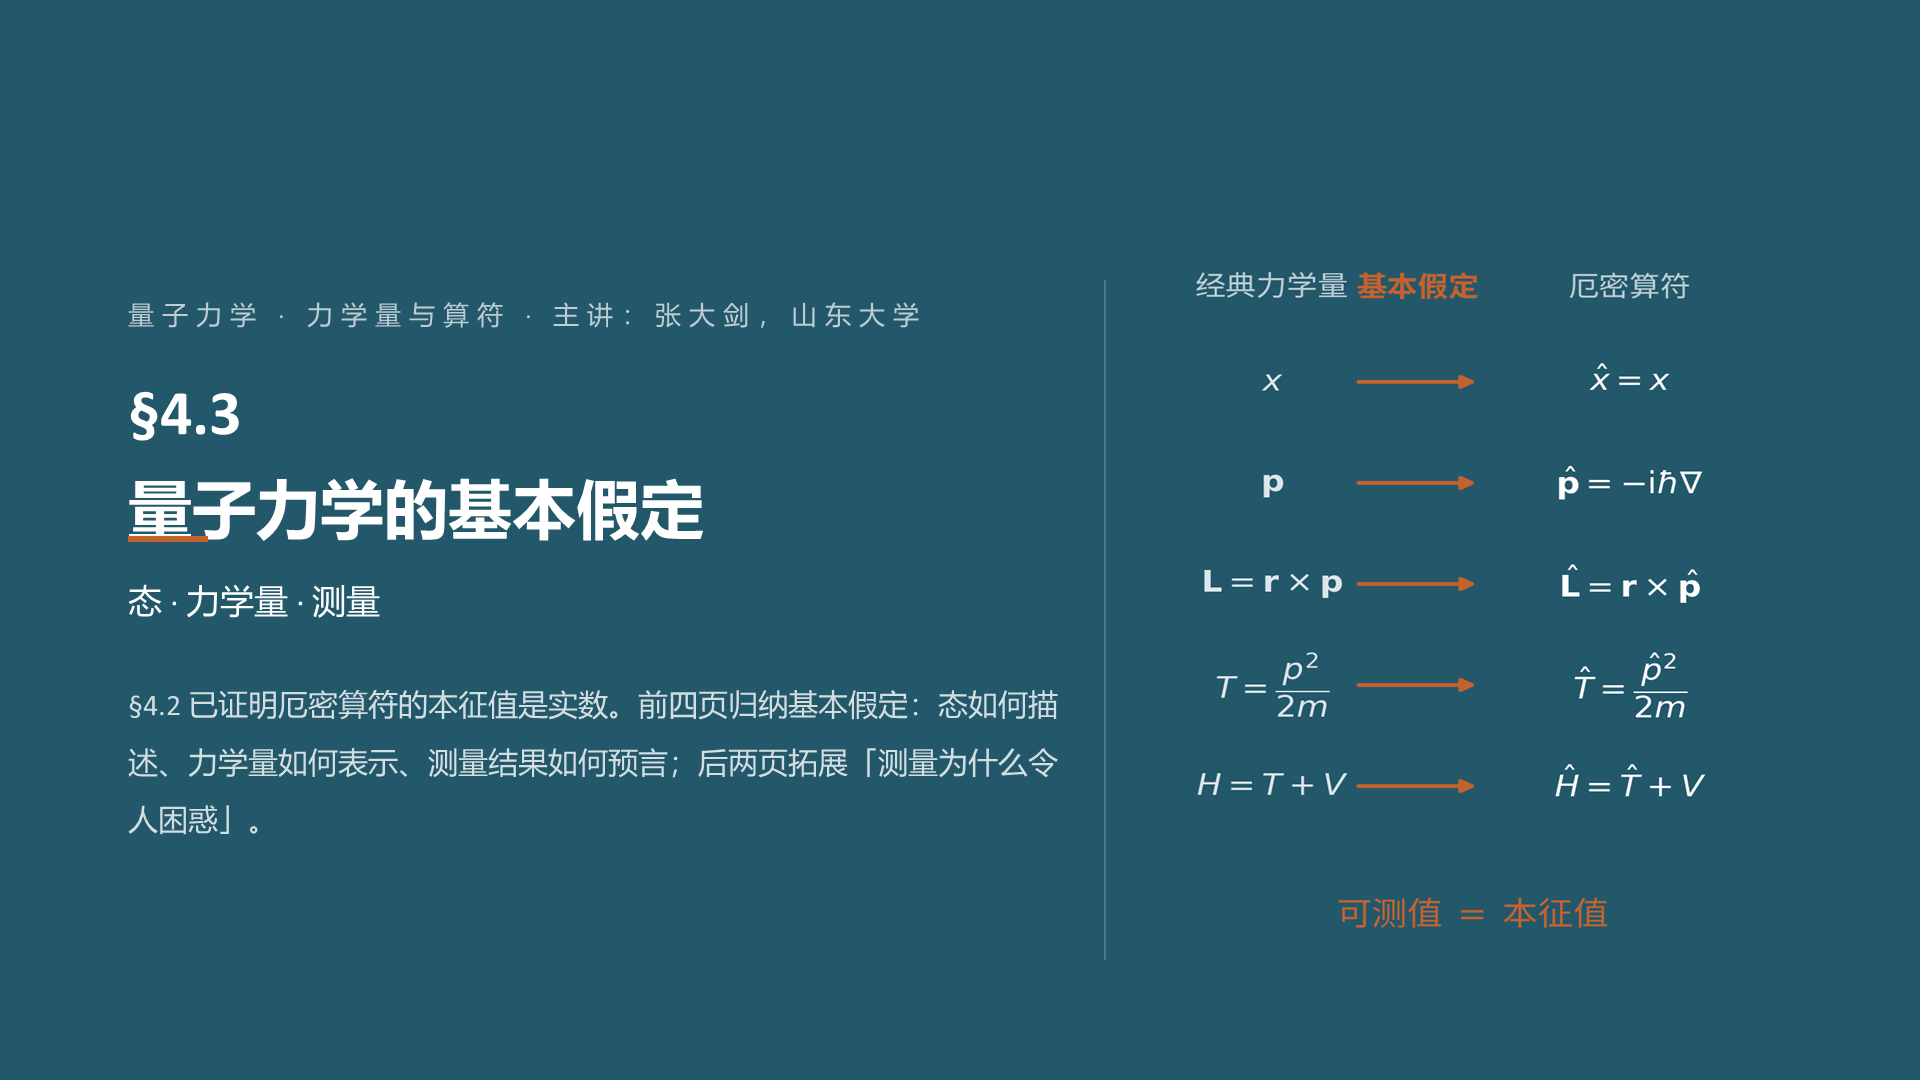 量子力学 · 力学量与算符 · 主讲：张大剑，山东大学
§4.3
量子力学的基本假定
态 · 力学量 · 测量
§4.2 已证明厄密算符的本征值是实数。前四页归纳基本假定：态如何描
述、力学量如何表示、测量结果如何预言；后两页拓展「测量为什么令
人困惑」。
经典力学量 基本假定 厄密算符
x x̂ = x
p p̂ = −iħ∇
L = r × p L̂ = r × p̂
T = p²/2m T̂ = p̂²/2m
H = T + V Ĥ = T̂ + V
可测值 = 本征值